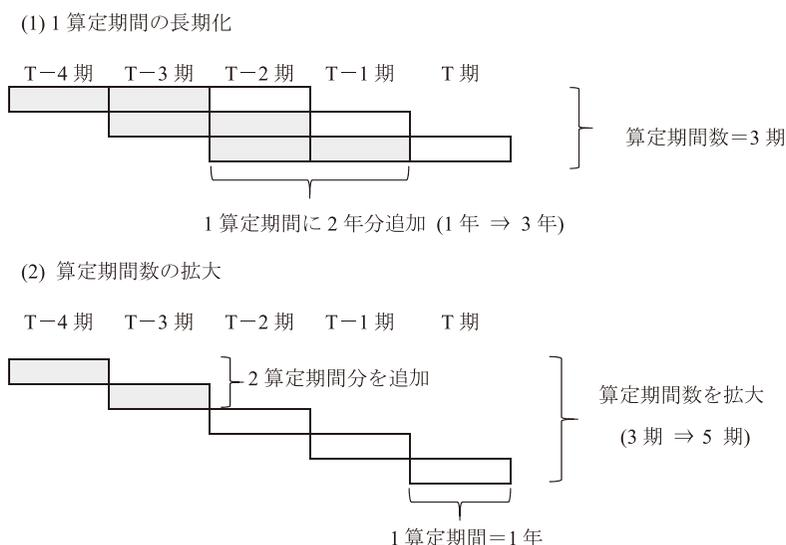 (1) 1 算定期間の長期化
T－4 期 T－3 期 T－2 期 T－1 期 T 期
算定期間数＝3 期
1 算定期間に 2 年分追加 (1 年 ⇒ 3 年)
(2) 算定期間数の拡大
T－4 期 T－3 期 T－2 期 T－1 期 T 期
2 算定期間分を追加
算定期間数を拡大
(3 期 ⇒ 5 期)
1 算定期間＝1 年